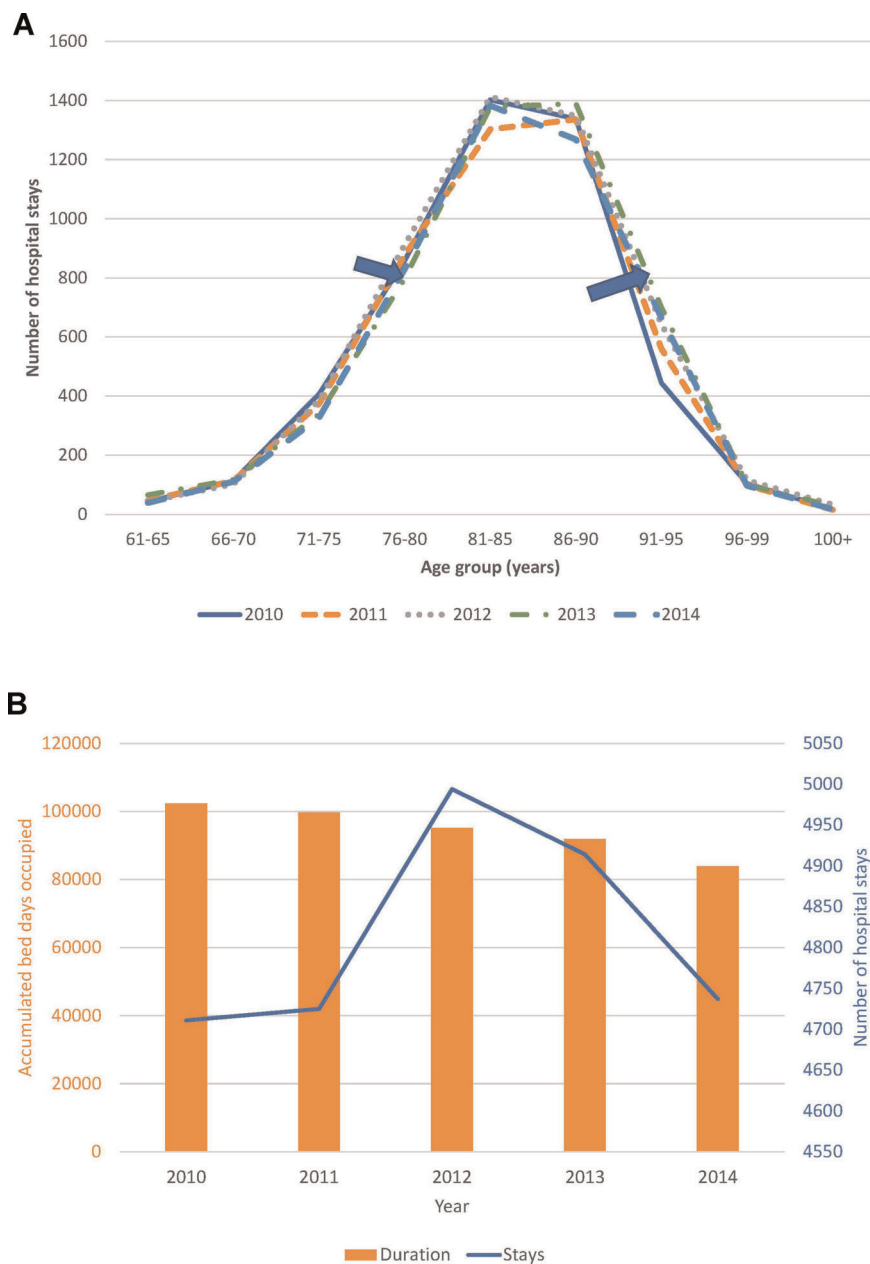 A
1600
1400
1200
1000
800
600
400
200
0
Number of hospital stays
61-65 66-70 71-75 76-80 81-85 86-90 91-95 96-99 100+
Age group (years)
2010 2011 2012 2013 2014
B
120000
100000
80000
60000
40000
20000
0
Accumulated bed days occupied
5050
5000
4950
4900
4850
4800
4750
4700
4650
4600
4550
Number of hospital stays
2010 2011 2012 2013 2014
Year
Duration Stays